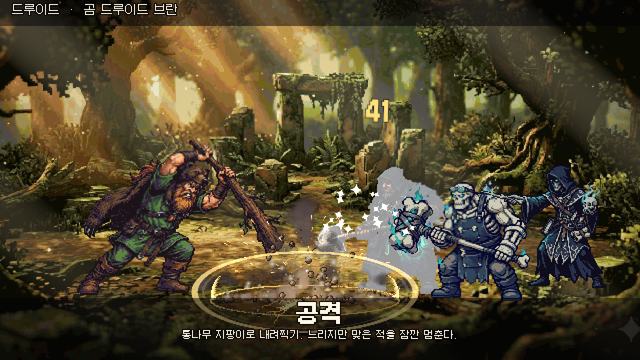 드루이드 · 곰 드루이드 브란
41
공격
통나무 지팡이로 내려찍기. 느리지만 맞은 적을 잠깐 멈춘다.